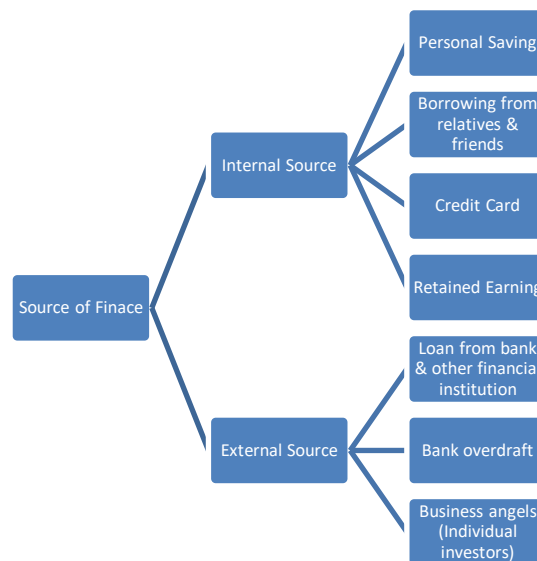 Personal Saving
Borrowing from
relatives &
friends
Internal Source
Credit Card
Retained Earning
Source of Finace
Loan from bank
& other financial
institution
External Source
Bank overdraft
Business angels
(Individual
investors)